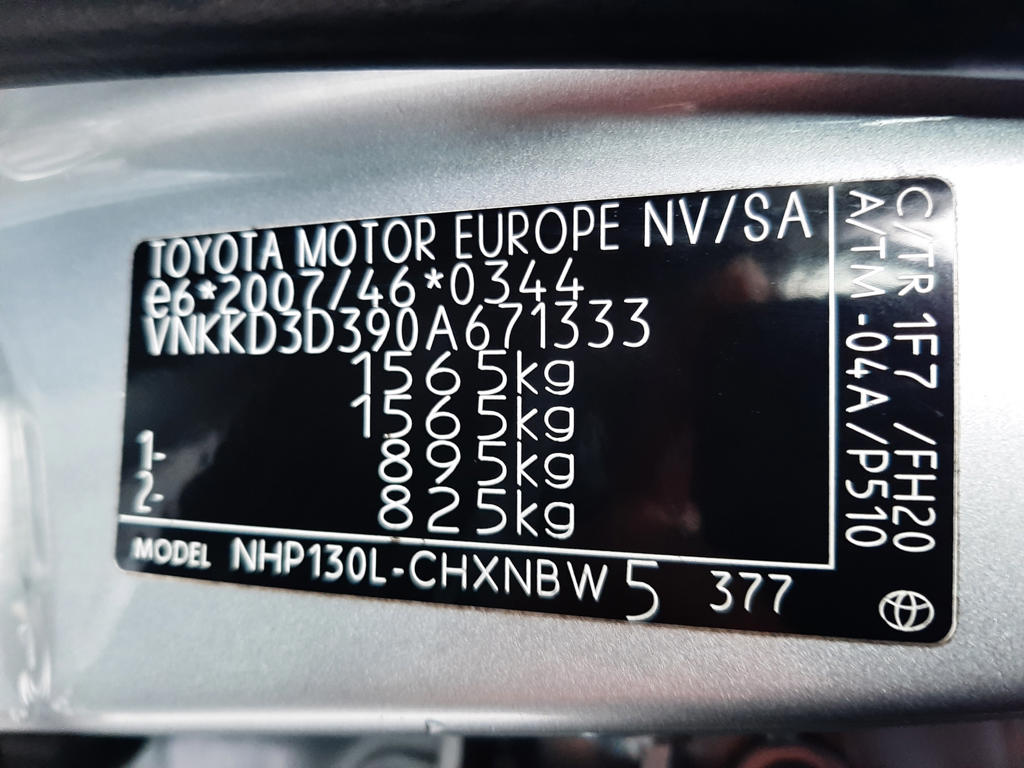 TOYOTA MOTOR EUROPE NV/SA
e6*2007/46*0344
VNKKD3D390A671333
1565kg
1565kg
1- 895kg
2- 825kg
MODEL NHP130L-CHXNBW 5 377
C/TR 1F7 /FH20
A/TM -04A/P510